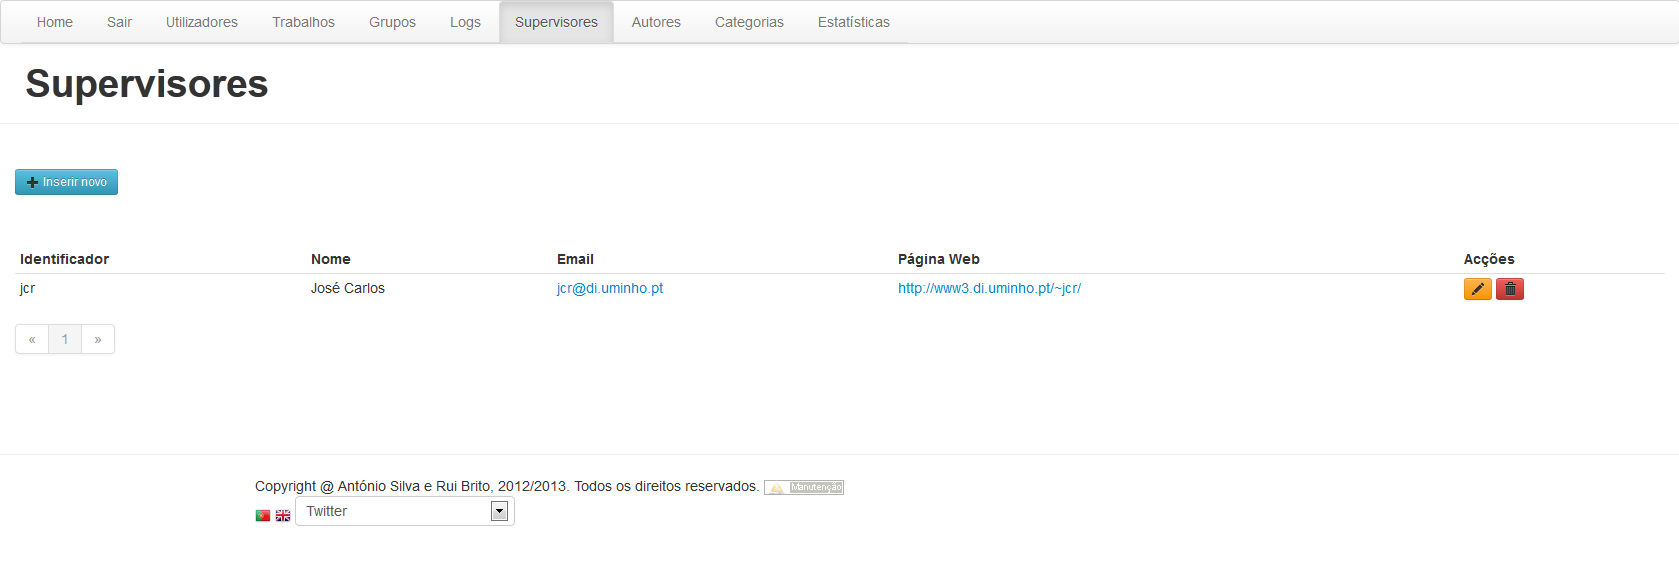 Home Sair Utilizadores Trabalhos Grupos Logs Supervisores Autores Categorias Estatísticas
Supervisores
Inserir novo
Identificador Nome Email Página Web Acções
jcr José Carlos jcr@di.uminho.pt http://www3.di.uminho.pt/~jcr/
« 1 »
Copyright @ António Silva e Rui Brito, 2012/2013. Todos os direitos reservados. Manutenção
Twitter